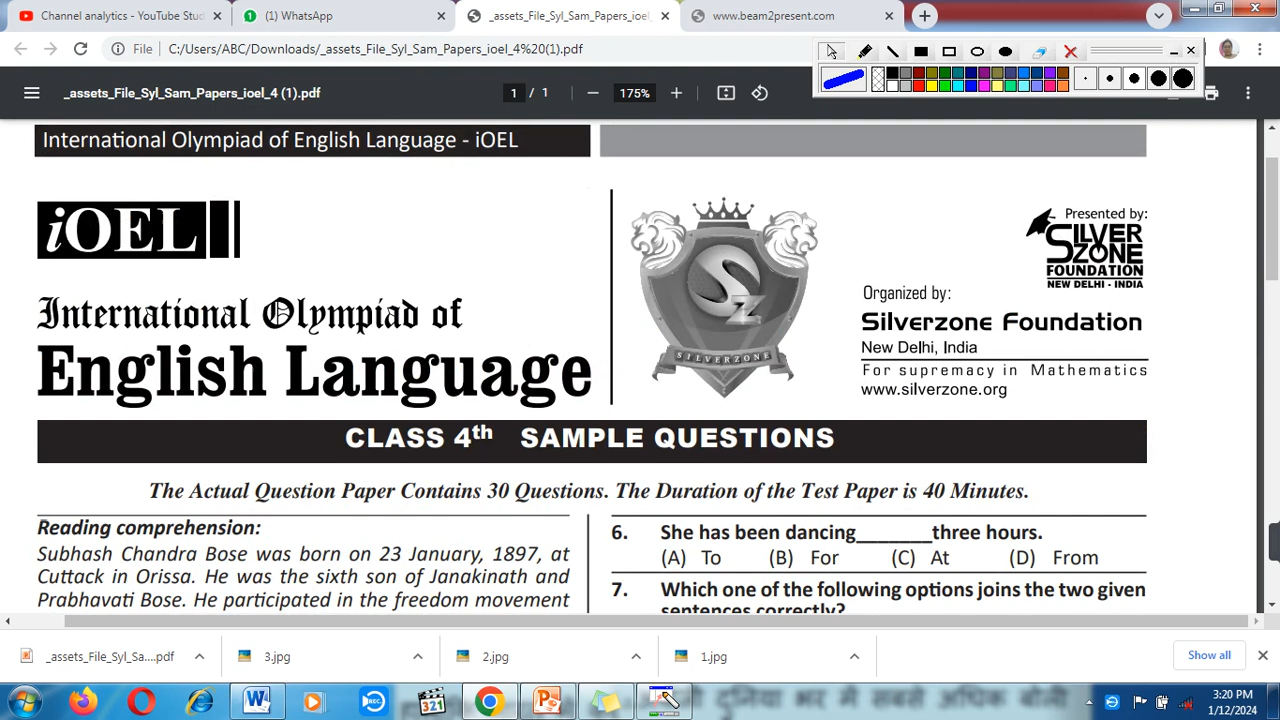 Channel analytics - YouTube Stud
(1) WhatsApp
_assets_File_Syl_Sam_Papers_ioel_
www.beam2present.com
File
C:/Users/ABC/Downloads/_assets_File_Syl_Sam_Papers_ioel_4%20(1).pdf
_assets_File_Syl_Sam_Papers_ioel_4 (1).pdf
1 / 1
175%
International Olympiad of English Language - iOEL
iOEL
International Olympiad of
English Language
SZ
SILVERZONE
Presented by:
SILVER ZONE
FOUNDATION
NEW DELHI - INDIA
Organized by:
Silverzone Foundation
New Delhi, India
For supremacy in Mathematics
www.silverzone.org
CLASS 4th SAMPLE QUESTIONS
The Actual Question Paper Contains 30 Questions. The Duration of the Test Paper is 40 Minutes.
Reading comprehension:
Subhash Chandra Bose was born on 23 January, 1897, at
Cuttack in Orissa. He was the sixth son of Janakinath and
Prabhavati Bose. He participated in the freedom movement
6. She has been dancing_______three hours.
(A) To (B) For (C) At (D) From
7. Which one of the following options joins the two given
sentences correctly?
_assets_File_Syl_Sa....pdf
3.jpg
2.jpg
1.jpg
Show all
REC
321
3:20 PM
1/12/2024